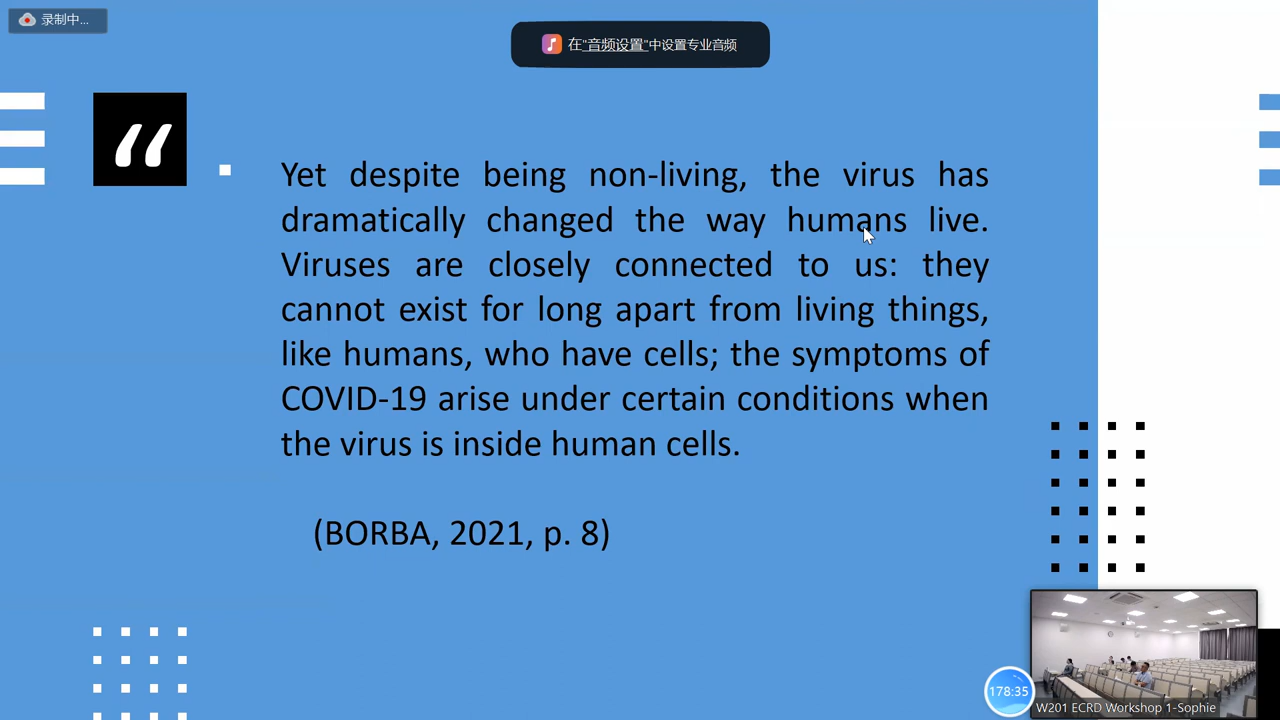 录制中...
在"音频设置"中设置专业音频
“
Yet despite being non-living, the virus has
dramatically changed the way humans live.
Viruses are closely connected to us: they
cannot exist for long apart from living things,
like humans, who have cells; the symptoms of
COVID-19 arise under certain conditions when
the virus is inside human cells.
(BORBA, 2021, p. 8)
178:35
W201 ECRD Workshop 1-Sophie